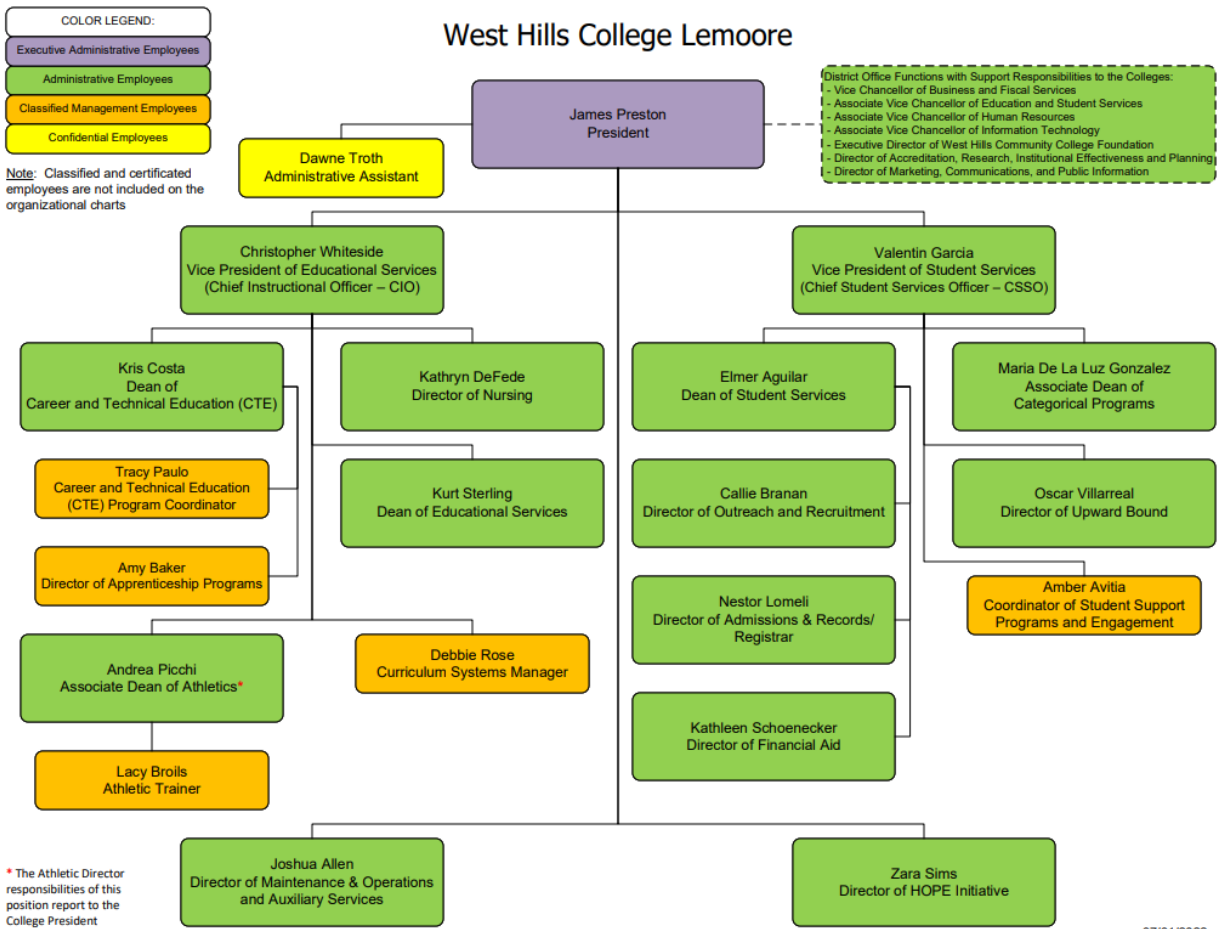 COLOR LEGEND:
Executive Administrative Employees
Administrative Employees
Classified Management Employees
Confidential Employees
Note: Classified and certificated
employees are not included on the
organizational charts
West Hills College Lemoore
James Preston
President
District Office Functions with Support Responsibilities to the Colleges:
- Vice Chancellor of Business and Fiscal Services
- Associate Vice Chancellor of Education and Student Services
- Associate Vice Chancellor of Human Resources
- Associate Vice Chancellor of Information Technology
- Executive Director of West Hills Community College Foundation
- Director of Accreditation, Research, Institutional Effectiveness and Planning
- Director of Marketing, Communications, and Public Information
Dawne Troth
Administrative Assistant
Christopher Whiteside
Vice President of Educational Services
(Chief Instructional Officer – CIO)
Valentin Garcia
Vice President of Student Services
(Chief Student Services Officer – CSSO)
Kris Costa
Dean of
Career and Technical Education (CTE)
Kathryn DeFede
Director of Nursing
Elmer Aguilar
Dean of Student Services
Maria De La Luz Gonzalez
Associate Dean of
Categorical Programs
Tracy Paulo
Career and Technical Education
(CTE) Program Coordinator
Kurt Sterling
Dean of Educational Services
Callie Branan
Director of Outreach and Recruitment
Oscar Villarreal
Director of Upward Bound
Amy Baker
Director of Apprenticeship Programs
Nestor Lomeli
Director of Admissions & Records/
Registrar
Amber Avitia
Coordinator of Student Support
Programs and Engagement
Andrea Picchi
Associate Dean of Athletics*
Debbie Rose
Curriculum Systems Manager
Kathleen Schoenecker
Director of Financial Aid
Lacy Broils
Athletic Trainer
Joshua Allen
Director of Maintenance & Operations
and Auxiliary Services
Zara Sims
Director of HOPE Initiative
* The Athletic Director
responsibilities of this
position report to the
College President